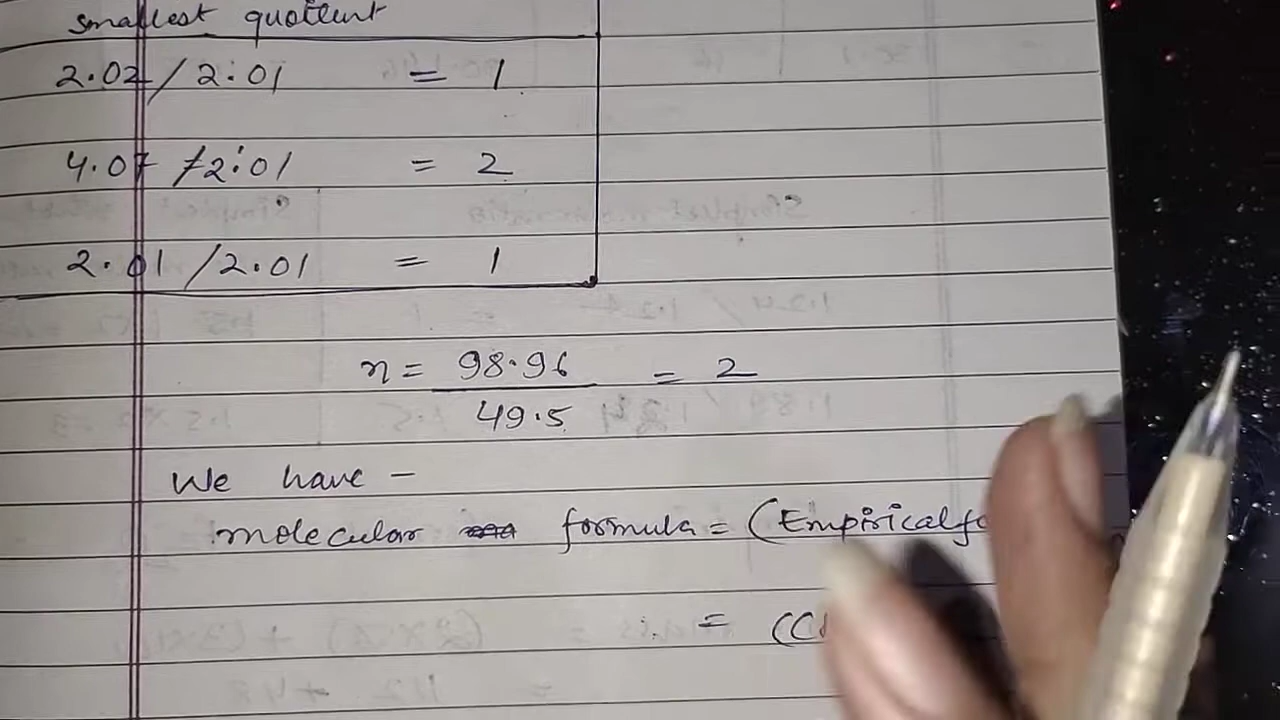 smallest quotient
2.02 / 2.01 = 1
4.07 / 2.01 = 2
2.01 / 2.01 = 1
n = 98.96 / 49.5 = 2
We have -
molecular formula = (Empirical
= (C